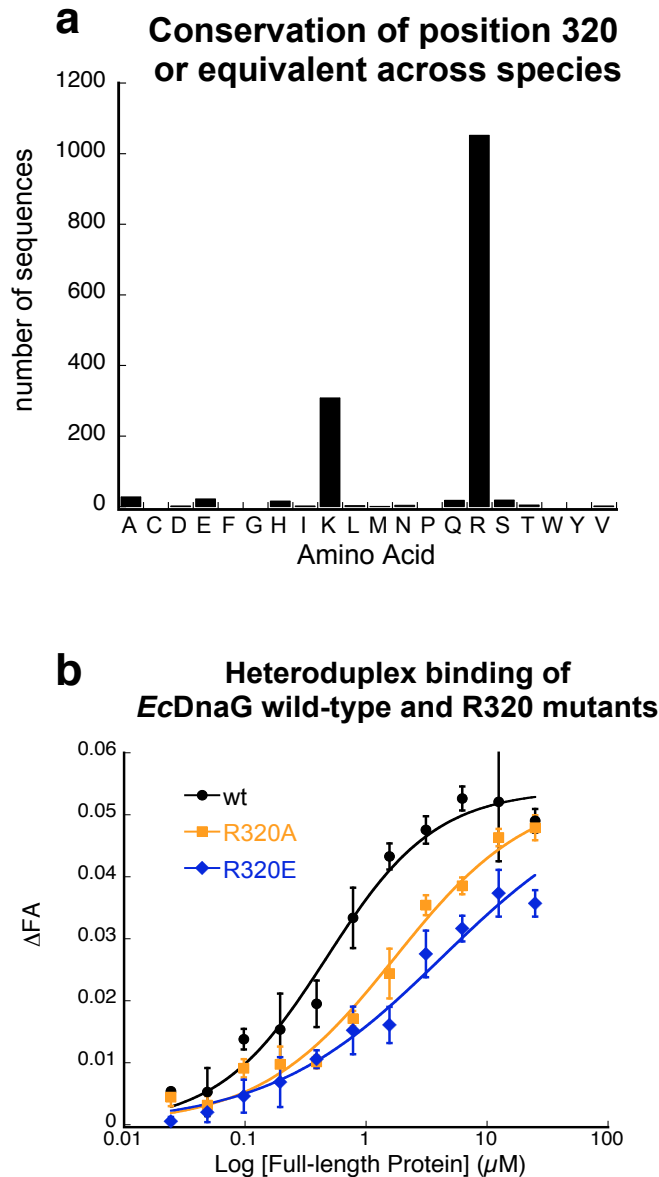 a
Conservation of position 320
or equivalent across species
number of sequences
1200
1000
800
600
400
200
0
A C D E F G H I K L M N P Q R S T W Y V
Amino Acid
b
Heteroduplex binding of
EcDnaG wild-type and R320 mutants
ΔFA
0.06
0.05
0.04
0.03
0.02
0.01
0
wt
R320A
R320E
0.01 0.1 1 10 100
Log [Full-length Protein] (µM)